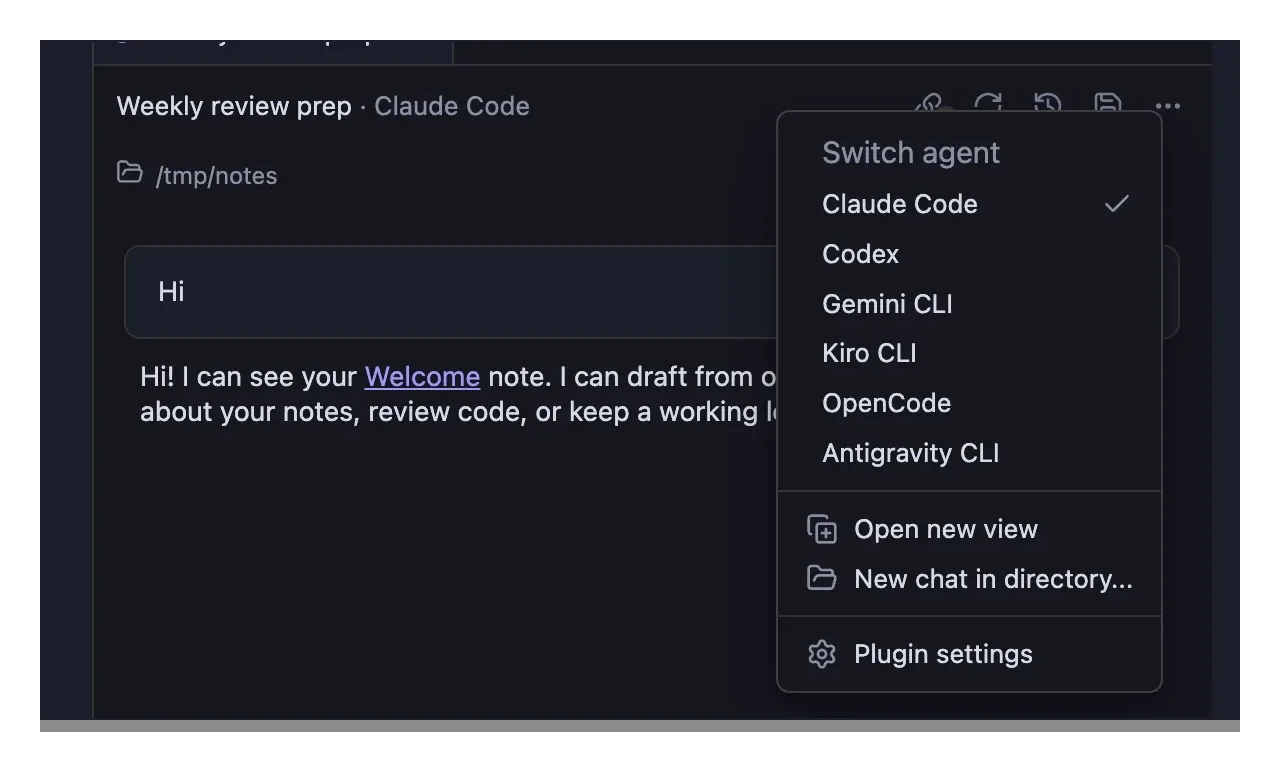 Weekly review prep · Claude Code
/tmp/notes
Hi
Hi! I can see your Welcome note. I can draft from
about your notes, review code, or keep a working
Switch agent
Claude Code
Codex
Gemini CLI
Kiro CLI
OpenCode
Antigravity CLI
Open new view
New chat in directory...
Plugin settings